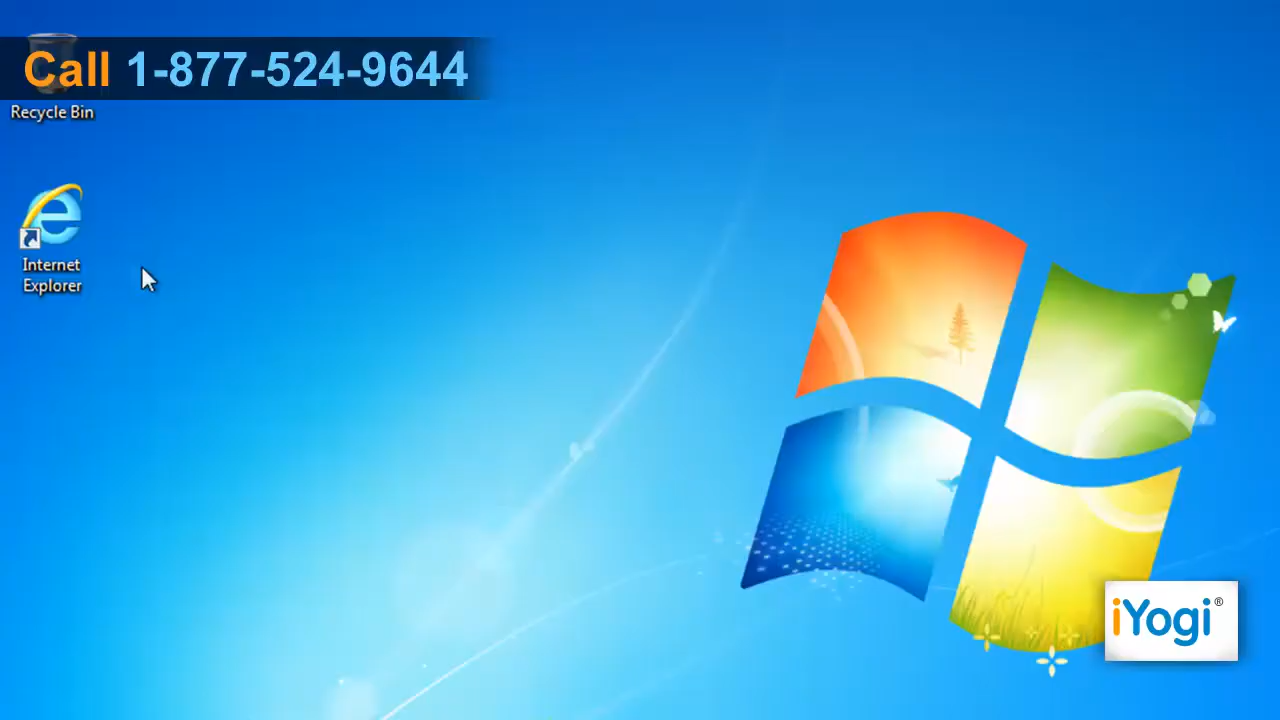 Call 1-877-524-9644
Recycle Bin
Internet
Explorer
iYogi®